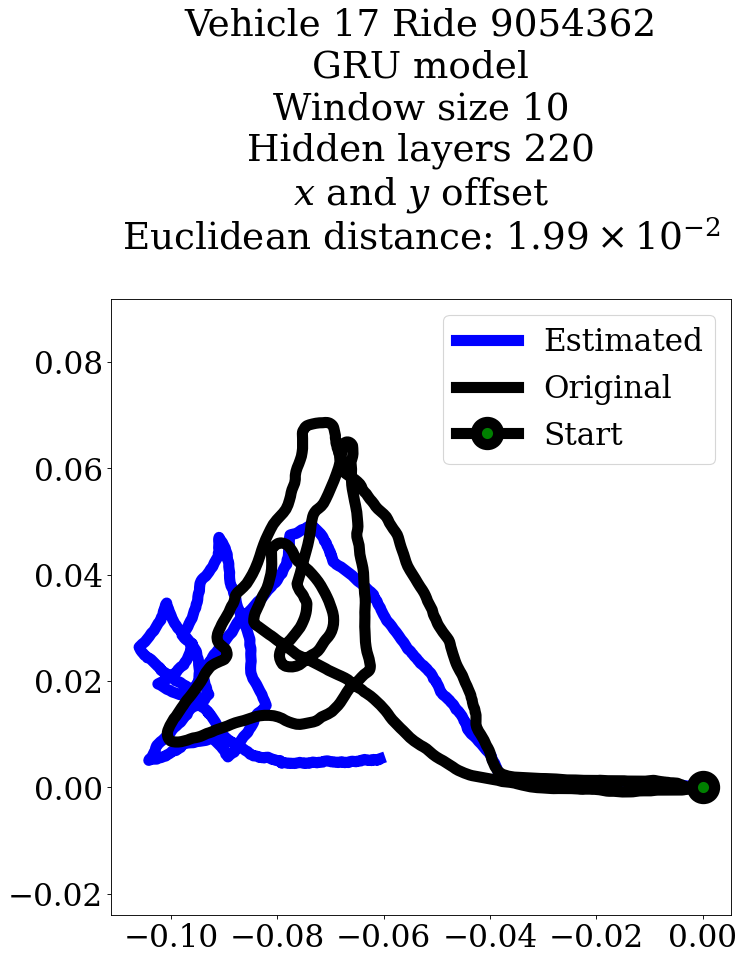 Vehicle 17 Ride 9054362
GRU model
Window size 10
Hidden layers 220
x and y offset
Euclidean distance: 1.99 × 10⁻²
Estimated
Original
Start
0.08
0.06
0.04
0.02
0.00
−0.02
−0.10 −0.08 −0.06 −0.04 −0.02 0.00